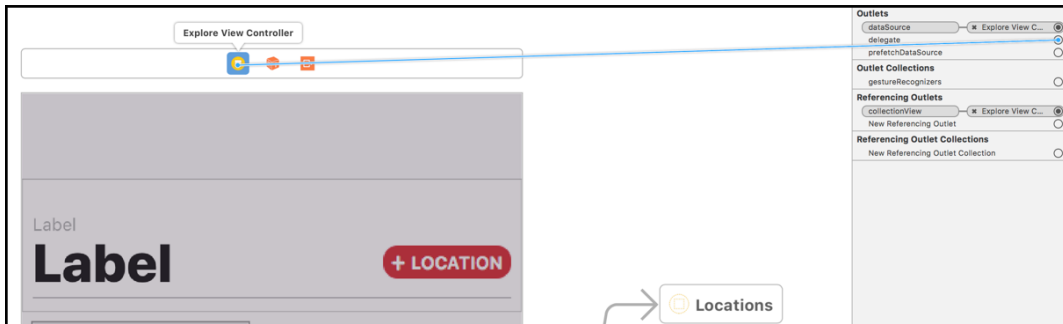 Explore View Controller
Label
Label
+ LOCATION
Locations
Outlets
dataSource
Explore View C...
delegate
prefetchDataSource
Outlet Collections
gestureRecognizers
Referencing Outlets
collectionView
Explore View C...
New Referencing Outlet
Referencing Outlet Collections
New Referencing Outlet Collection